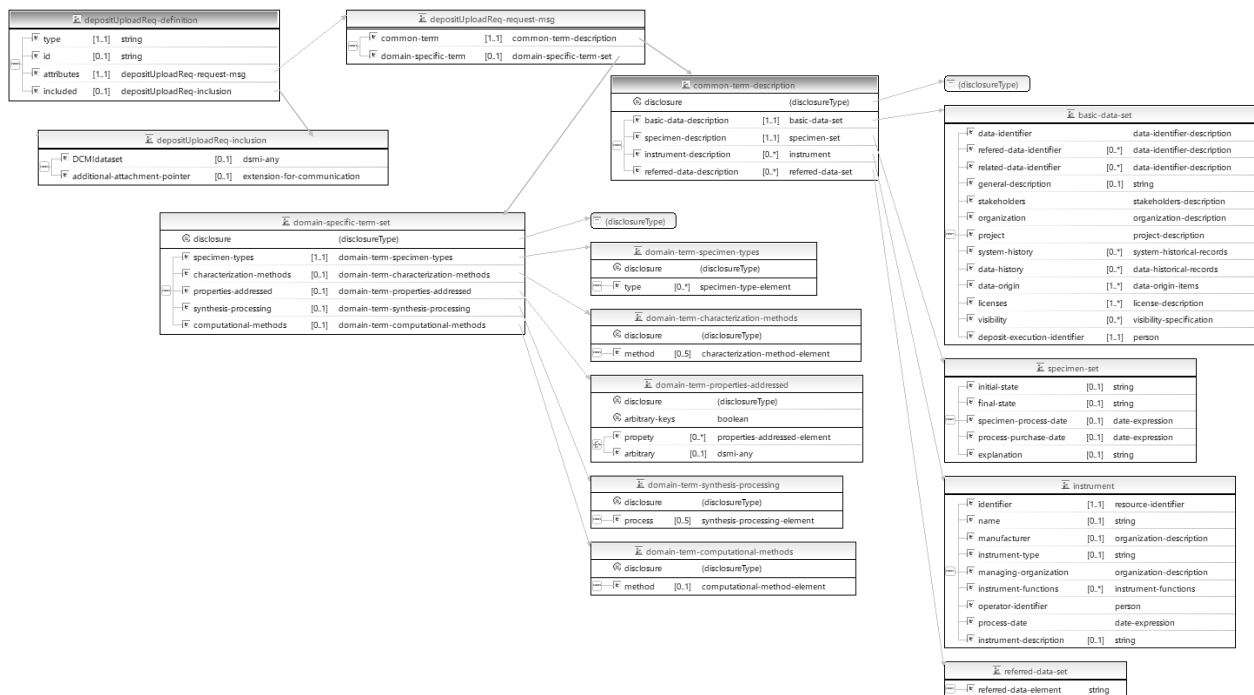 depositUploadReq-definition
type [1..1] string
id [0..1] string
attributes [1..1] depositUploadReq-request-msg
included [0..1] depositUploadReq-inclusion
depositUploadReq-request-msg
common-term [1..1] common-term-description
domain-specific-term [0..1] domain-specific-term-set
depositUploadReq-inclusion
DCMIdataset [0..1] dsmi-any
additional-attachment-pointer [0..1] extension-for-communication
common-term-description
disclosure (disclosureType)
basic-data-description [1..1] basic-data-set
specimen-description [1..1] specimen-set
instrument-description [0..*] instrument
referred-data-description [0..*] referred-data-set
(disclosureType)
basic-data-set
data-identifier data-identifier-description
refered-data-identifier [0..*] data-identifier-description
related-data-identifier [0..*] data-identifier-description
general-description [0..1] string
stakeholders stakeholders-description
organization organization-description
project project-description
system-history [0..*] system-historical-records
data-history [0..*] data-historical-records
data-origin [1..*] data-origin-items
licenses [1..*] license-description
visibility [0..*] visibility-specification
deposit-execution-identifier [1..1] person
domain-specific-term-set
disclosure (disclosureType)
specimen-types [1..1] domain-term-specimen-types
characterization-methods [0..1] domain-term-characterization-methods
properties-addressed [0..1] domain-term-properties-addressed
synthesis-processing [0..1] domain-term-synthesis-processing
computational-methods [0..1] domain-term-computational-methods
(disclosureType)
domain-term-specimen-types
disclosure (disclosureType)
type [0..*] specimen-type-element
domain-term-characterization-methods
disclosure (disclosureType)
method [0..5] characterization-method-element
domain-term-properties-addressed
disclosure (disclosureType)
arbitrary-keys boolean
propety [0..*] properties-addressed-element
arbitrary [0..1] dsmi-any
domain-term-synthesis-processing
disclosure (disclosureType)
process [0..5] synthesis-processing-element
domain-term-computational-methods
disclosure (disclosureType)
method [0..1] computational-method-element
specimen-set
initial-state [0..1] string
final-state [0..1] string
specimen-process-date [0..1] date-expression
process-purchase-date [0..1] date-expression
explanation [0..1] string
instrument
identifier [1..1] resource-identifier
name [0..1] string
manufacturer [0..1] organization-description
instrument-type [0..1] string
managing-organization organization-description
instrument-functions [0..*] instrument-functions
operator-identifier person
process-date date-expression
instrument-description [0..1] string
referred-data-set
referred-data-element string